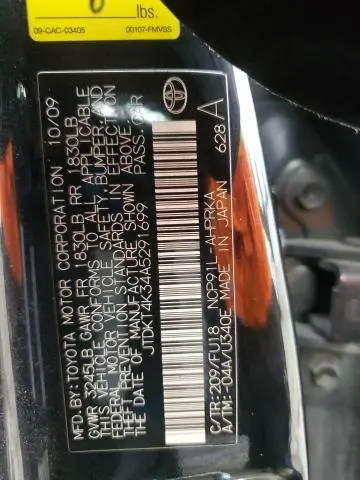 lbs.
09-CAC-03405 00107-FMVSS
MFD.BY:TOYOTA MOTOR CORPORATION 10/09
GVWR 3245LB GAWR FR 1830LB RR 1830LB
THIS VEHICLE CONFORMS TO ALL APPLICABLE
FEDERAL MOTOR VEHICLE SAFETY,BUMPER AND
THEFT PREVENTION STANDARDS IN EFFECT ON
THE DATE OF MANUFACTURE SHOWN ABOVE.
JTDKT4K34A5291699 PASS.CAR
C/TR:209/FU18 NCP91L-AHPRKA
A/TM:-04A/U340E MADE IN JAPAN 628 A